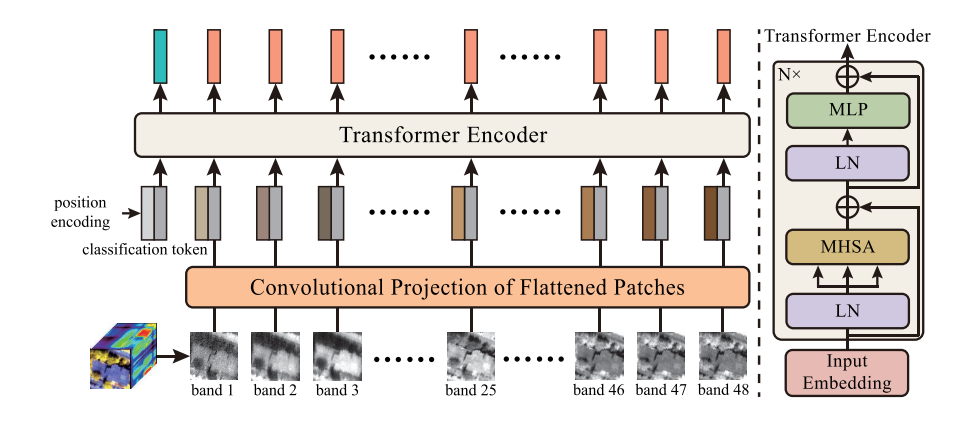 Transformer Encoder
position
encoding
classification token
Convolutional Projection of Flattened Patches
band 1
band 2
band 3
band 25
band 46
band 47
band 48
Transformer Encoder
N×
MLP
LN
MHSA
LN
Input
Embedding